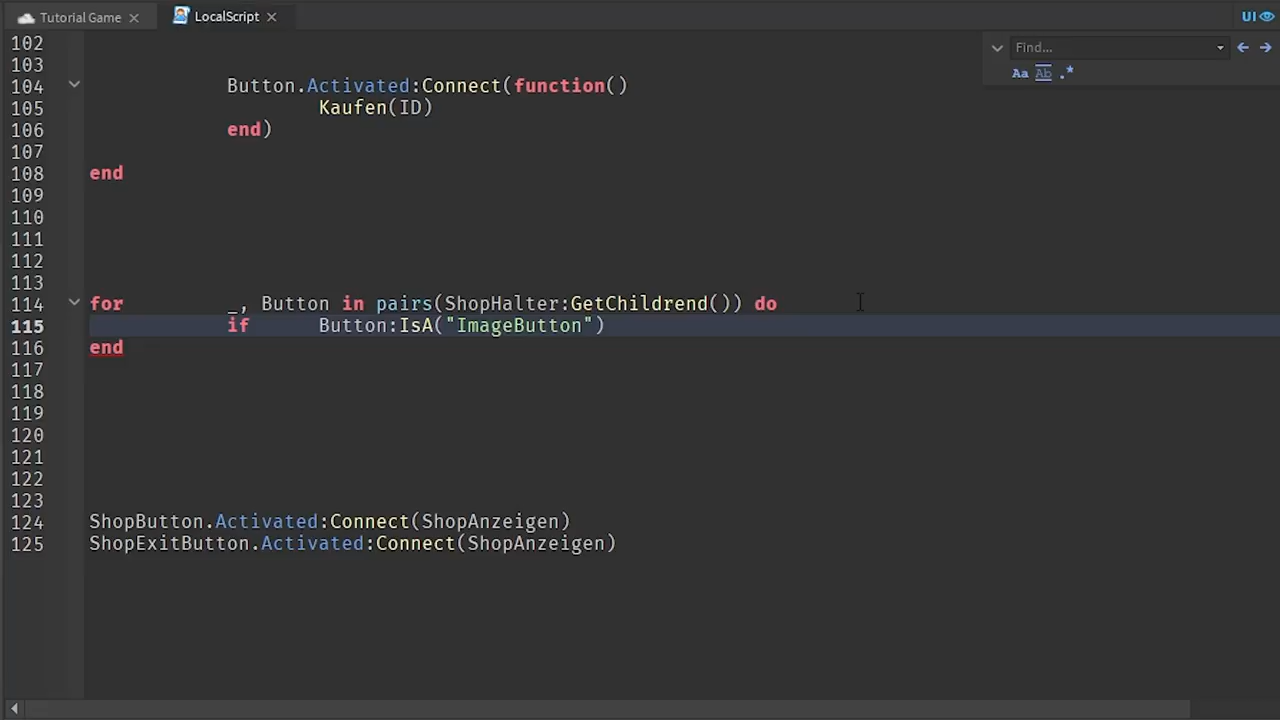 Tutorial Game
LocalScript
UI
Find...
Aa Ab .*
102
103
104 Button.Activated:Connect(function()
105 Kaufen(ID)
106 end)
107
108 end
109
110
111
112
113
114 for _, Button in pairs(ShopHalter:GetChildrend()) do
115 if Button:IsA("ImageButton")
116 end
117
118
119
120
121
122
123
124 ShopButton.Activated:Connect(ShopAnzeigen)
125 ShopExitButton.Activated:Connect(ShopAnzeigen)